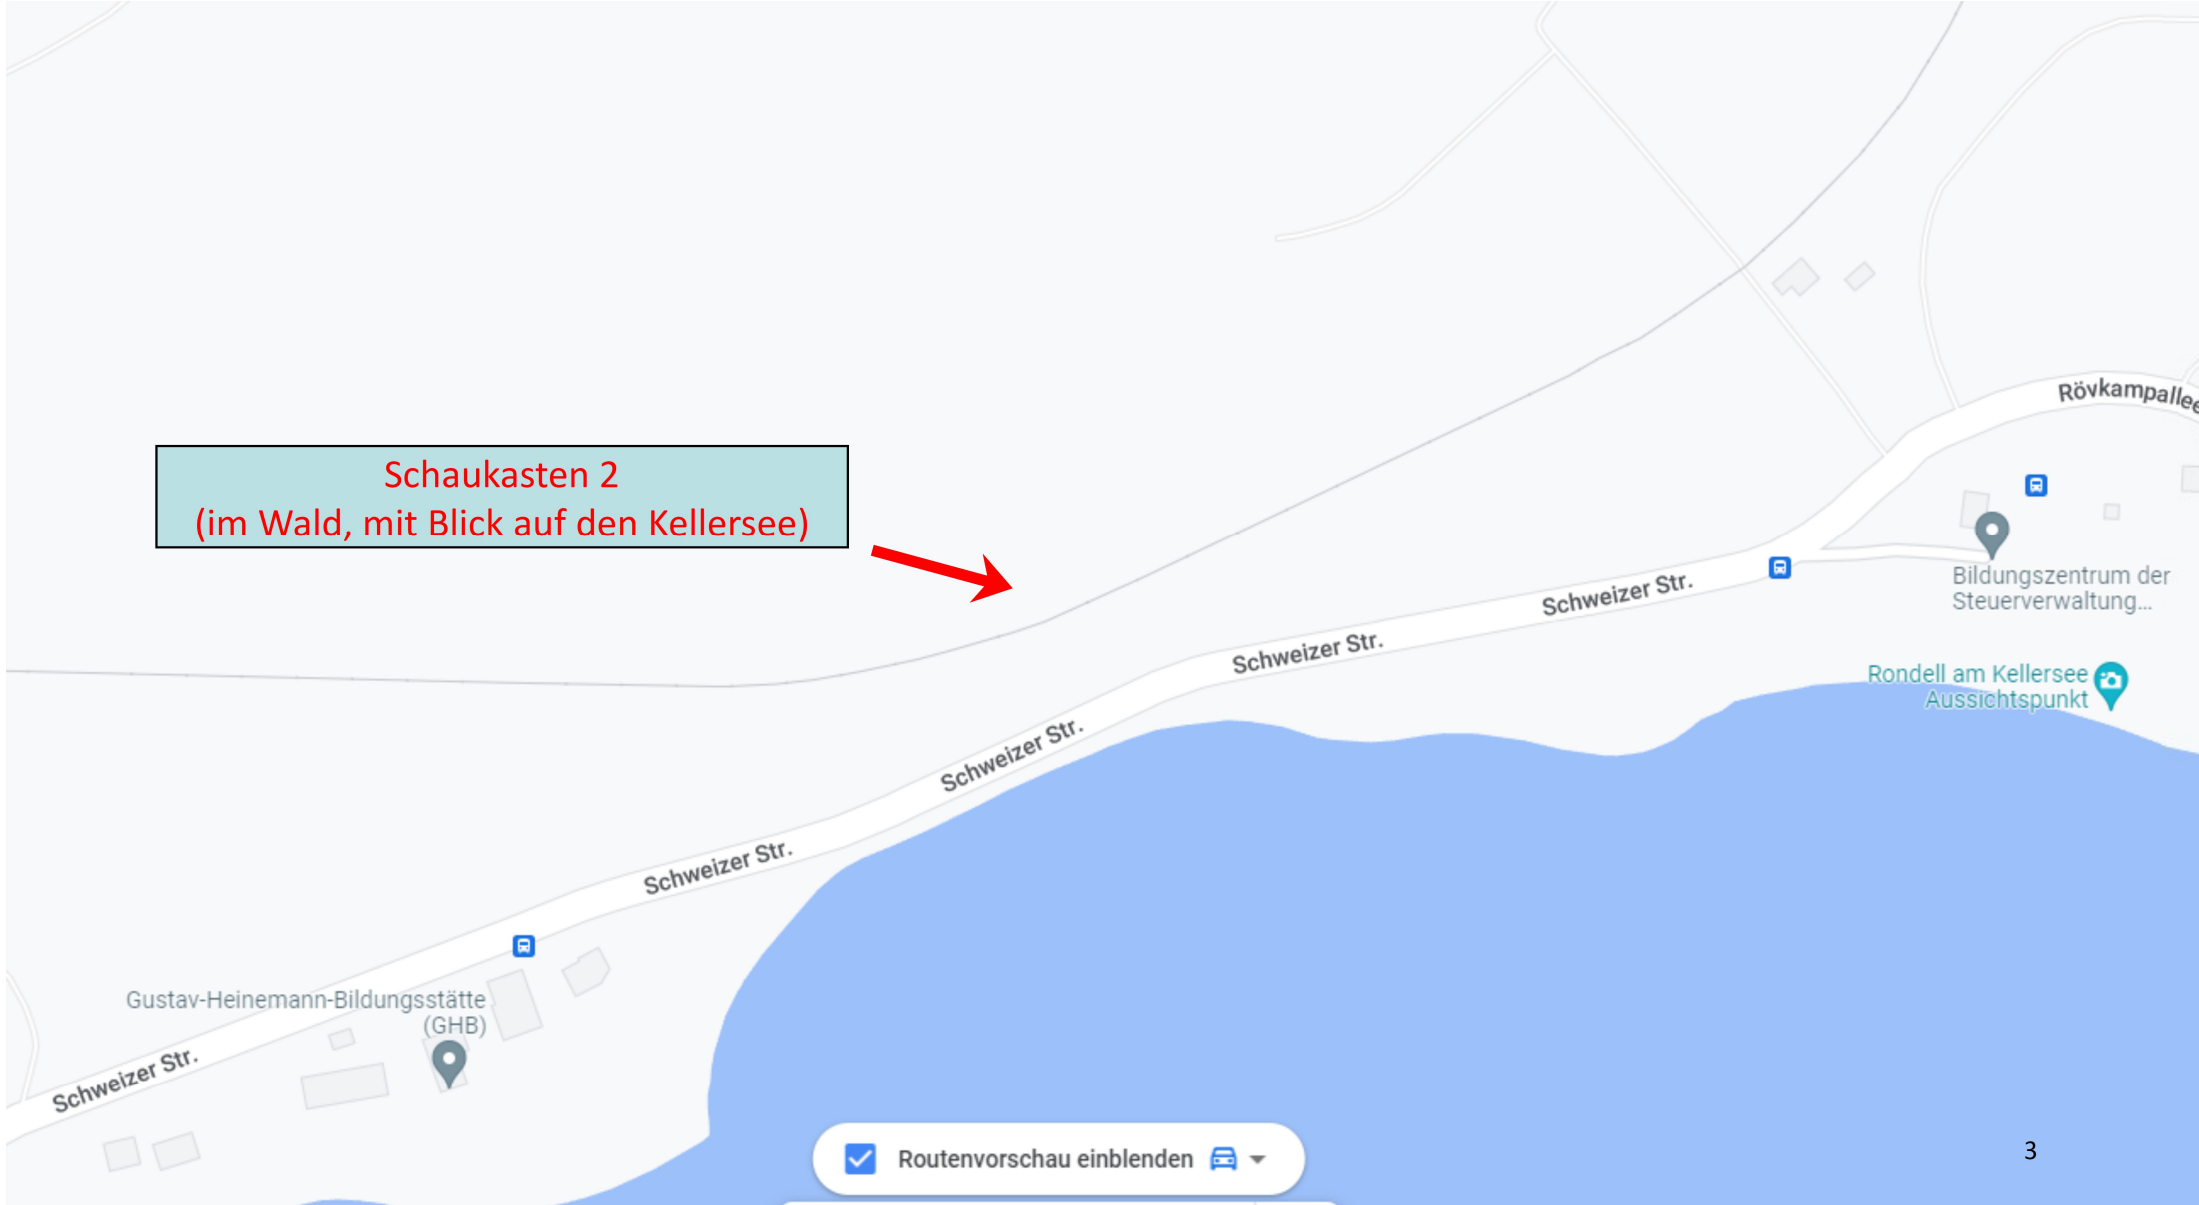 Rövkampallee
Schaukasten 2
(im Wald, mit Blick auf den Kellersee)
Schweizer Str.
Bildungszentrum der
Steuerverwaltung...
Schweizer Str.
Rondell am Kellersee
Aussichtspunkt
Schweizer Str.
Schweizer Str.
Gustav-Heinemann-Bildungsstätte
(GHB)
Schweizer Str.
Routenvorschau einblenden
3